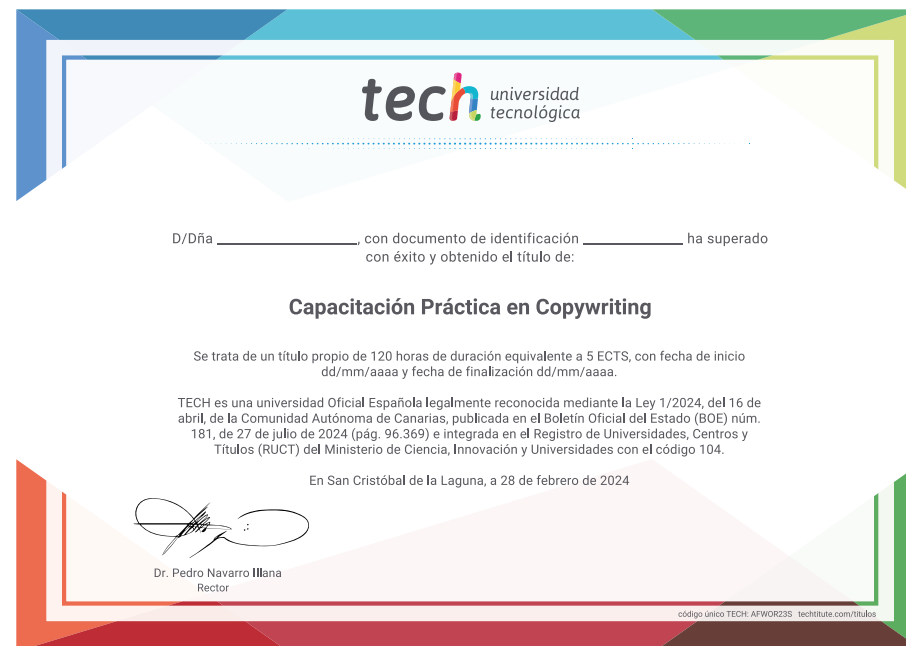 tech universidad
tecnológica
D/Dña ____________, con documento de identificación ____________ ha superado
con éxito y obtenido el título de:
Capacitación Práctica en Copywriting
Se trata de un título propio de 120 horas de duración equivalente a 5 ECTS, con fecha de inicio
dd/mm/aaaa y fecha de finalización dd/mm/aaaa.
TECH es una universidad Oficial Española legalmente reconocida mediante la Ley 1/2024, del 16 de
abril, de la Comunidad Autónoma de Canarias, publicada en el Boletín Oficial del Estado (BOE) núm.
181, de 27 de julio de 2024 (pág. 96.369) e integrada en el Registro de Universidades, Centros y
Títulos (RUCT) del Ministerio de Ciencia, Innovación y Universidades con el código 104.
En San Cristóbal de la Laguna, a 28 de febrero de 2024
Dr. Pedro Navarro Illana
Rector
código único TECH: AFWOR23S techtitute.com/titulos